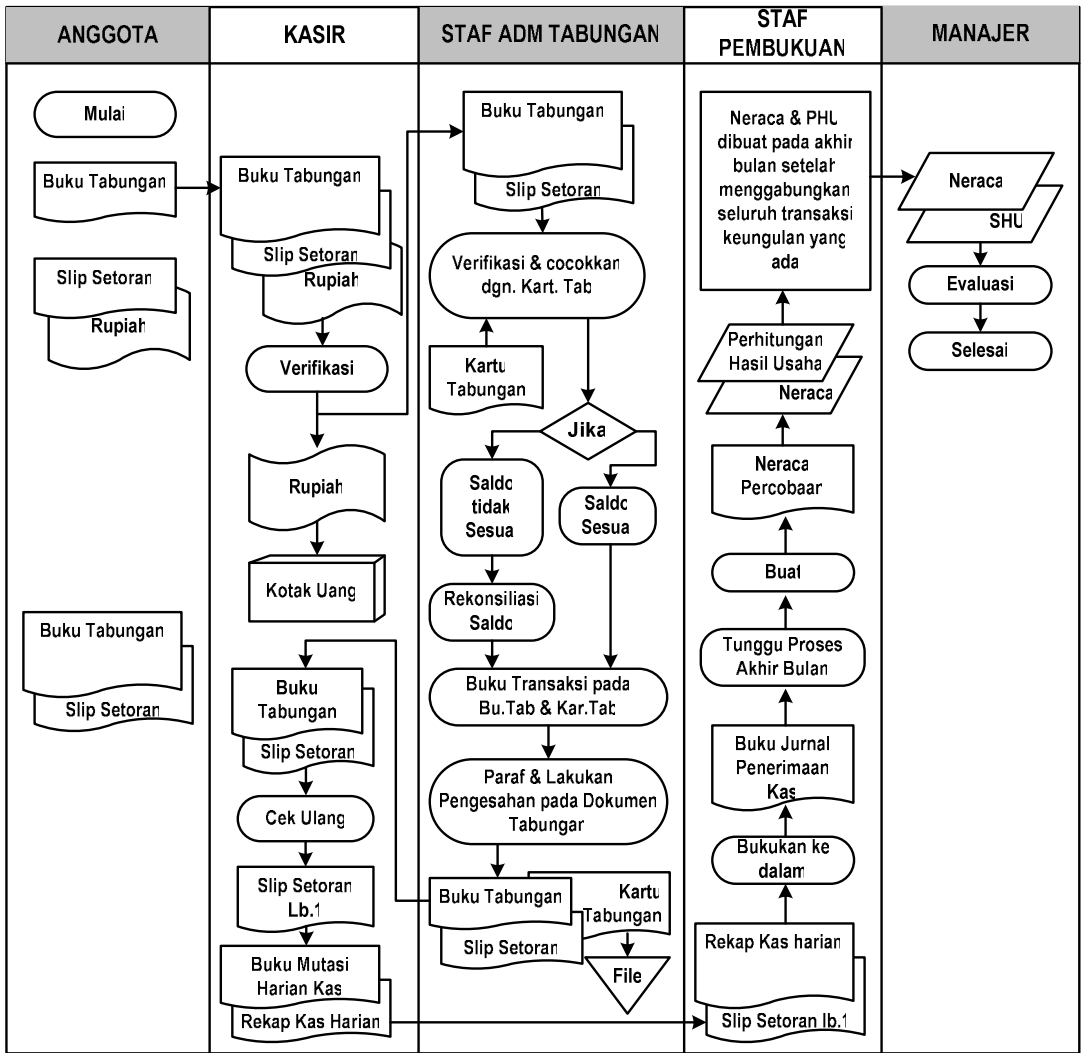 ANGGOTA
KASIR
STAF ADM TABUNGAN
STAF
PEMBUKUAN
MANAJER
Mulai
Buku Tabungan
Slip Setoran
Rupiah
Buku Tabungan
Slip Setoran
Buku Tabungan
Slip Setoran
Rupiah
Verifikasi
Rupiah
Kotak Uang
Buku
Tabungan
Slip Setoran
Cek Ulang
Slip Setoran
Lb.1
Buku Mutasi
Harian Kas
Rekap Kas Harian
Buku Tabungan
Slip Setoran
Verifikasi & cocokkan
dgn. Kart. Tab
Kartu
Tabungan
Jika
Saldo
tidak
Sesua
Saldo
Sesua
Rekonsiliasi
Saldo
Buku Transaksi pada
Bu.Tab & Kar.Tab
Paraf & Lakukan
Pengesahan pada Dokumen
Tabungan
Buku Tabungan
Slip Setoran
Kartu
Tabungan
File
Neraca & PHU
dibuat pada akhir
bulan setelah
menggabungkan
seluruh transaksi
keungulan yang
ada
Perhitungan
Hasil Usaha
Neraca
Neraca
Percobaan
Buat
Tunggu Proses
Akhir Bulan
Buku Jurnal
Penerimaan
Kas
Bukukan ke
dalam
Rekap Kas harian
Slip Setoran lb.1
Neraca
SHU
Evaluasi
Selesai